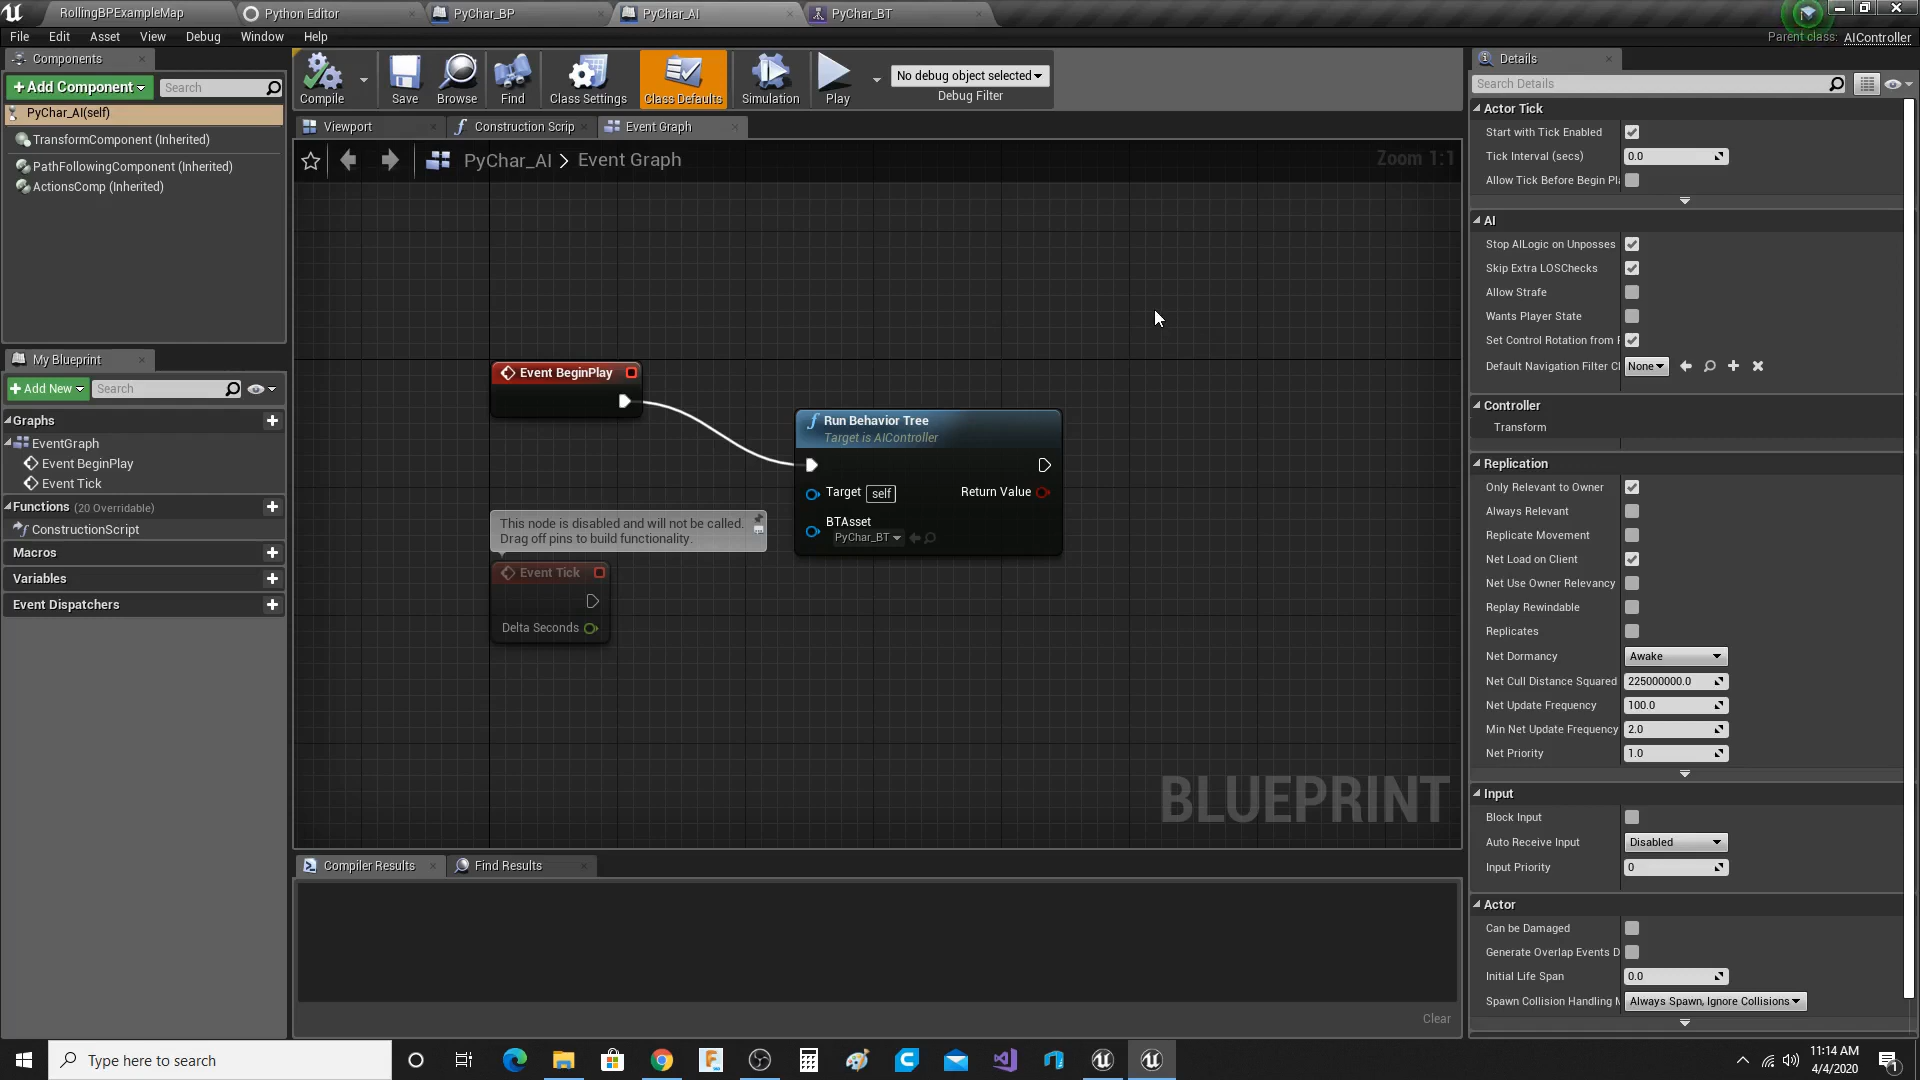 RollingBPExampleMap
Python Editor
PyChar_BP
PyChar_AI
PyChar_BT
File Edit Asset View Debug Window Help
Parent class: AIController
Components
+Add Component
Search
PyChar_AI(self)
TransformComponent (Inherited)
PathFollowingComponent (Inherited)
ActionsComp (Inherited)
My Blueprint
+Add New
Search
Graphs
EventGraph
Event BeginPlay
Event Tick
Functions (20 Overridable)
ConstructionScript
Macros
Variables
Event Dispatchers
Compile
Save
Browse
Find
Class Settings
Class Defaults
Simulation
Play
No debug object selected
Debug Filter
Viewport
Construction Scrip
Event Graph
PyChar_AI > Event Graph
Zoom 1:1
Event BeginPlay
Run Behavior Tree
Target is AIController
Target self
Return Value
BTAsset
PyChar_BT
This node is disabled and will not be called.
Drag off pins to build functionality.
Event Tick
Delta Seconds
BLUEPRINT
Compiler Results
Find Results
Clear
Details
Search Details
Actor Tick
Start with Tick Enabled
Tick Interval (secs) 0.0
Allow Tick Before Begin Pl
AI
Stop AILogic on Unposses
Skip Extra LOSChecks
Allow Strafe
Wants Player State
Set Control Rotation from
Default Navigation Filter Cl None
Controller
Transform
Replication
Only Relevant to Owner
Always Relevant
Replicate Movement
Net Load on Client
Net Use Owner Relevancy
Replay Rewindable
Replicates
Net Dormancy Awake
Net Cull Distance Squared 225000000.0
Net Update Frequency 100.0
Min Net Update Frequency 2.0
Net Priority 1.0
Input
Block Input
Auto Receive Input Disabled
Input Priority 0
Actor
Can be Damaged
Generate Overlap Events D
Initial Life Span 0.0
Spawn Collision Handling Always Spawn, Ignore Collisions
Type here to search
11:14 AM
4/4/2020
1